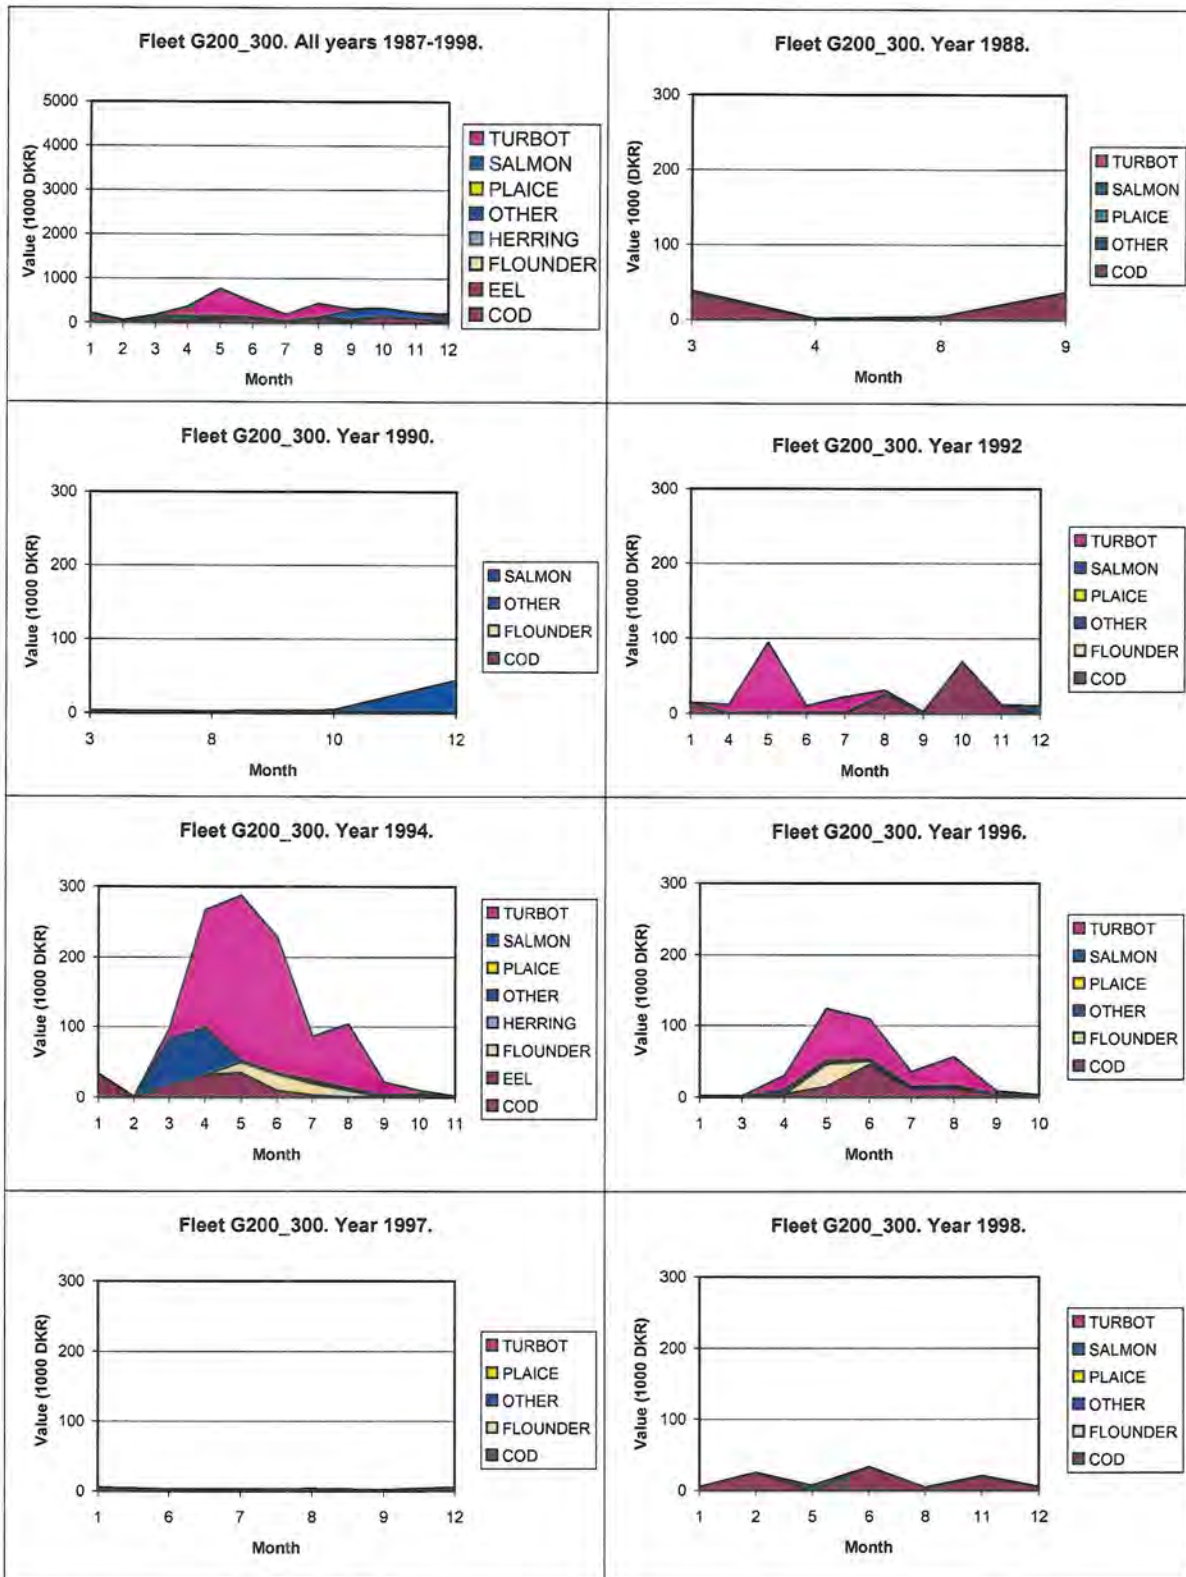 Fleet G200_300. All years 1987-1998.
Value (1000 DKR)
5000
4000
3000
2000
1000
0
1 2 3 4 5 6 7 8 9 10 11 12
Month
TURBOT
SALMON
PLAICE
OTHER
HERRING
FLOUNDER
EEL
COD
Fleet G200_300. Year 1988.
Value 1000 (DKR)
300
200
100
0
3 4 8 9
Month
TURBOT
SALMON
PLAICE
OTHER
COD
Fleet G200_300. Year 1990.
Value (1000 DKR)
300
200
100
0
3 8 10 12
Month
SALMON
OTHER
FLOUNDER
COD
Fleet G200_300. Year 1992
Value (1000 DKR)
300
200
100
0
1 4 5 6 7 8 9 10 11 12
Month
TURBOT
SALMON
PLAICE
OTHER
FLOUNDER
COD
Fleet G200_300. Year 1994.
Value (1000 DKR)
300
200
100
0
1 2 3 4 5 6 7 8 9 10 11
Month
TURBOT
SALMON
PLAICE
OTHER
HERRING
FLOUNDER
EEL
COD
Fleet G200_300. Year 1996.
Value (1000 DKR)
300
200
100
0
1 3 4 5 6 7 8 9 10
Month
TURBOT
SALMON
PLAICE
OTHER
FLOUNDER
COD
Fleet G200_300. Year 1997.
Value (1000 DKR)
300
200
100
0
1 6 7 8 9 12
Month
TURBOT
PLAICE
OTHER
FLOUNDER
COD
Fleet G200_300. Year 1998.
Value (1000 DKR)
300
200
100
0
1 2 5 6 8 11 12
Month
TURBOT
SALMON
PLAICE
OTHER
FLOUNDER
COD